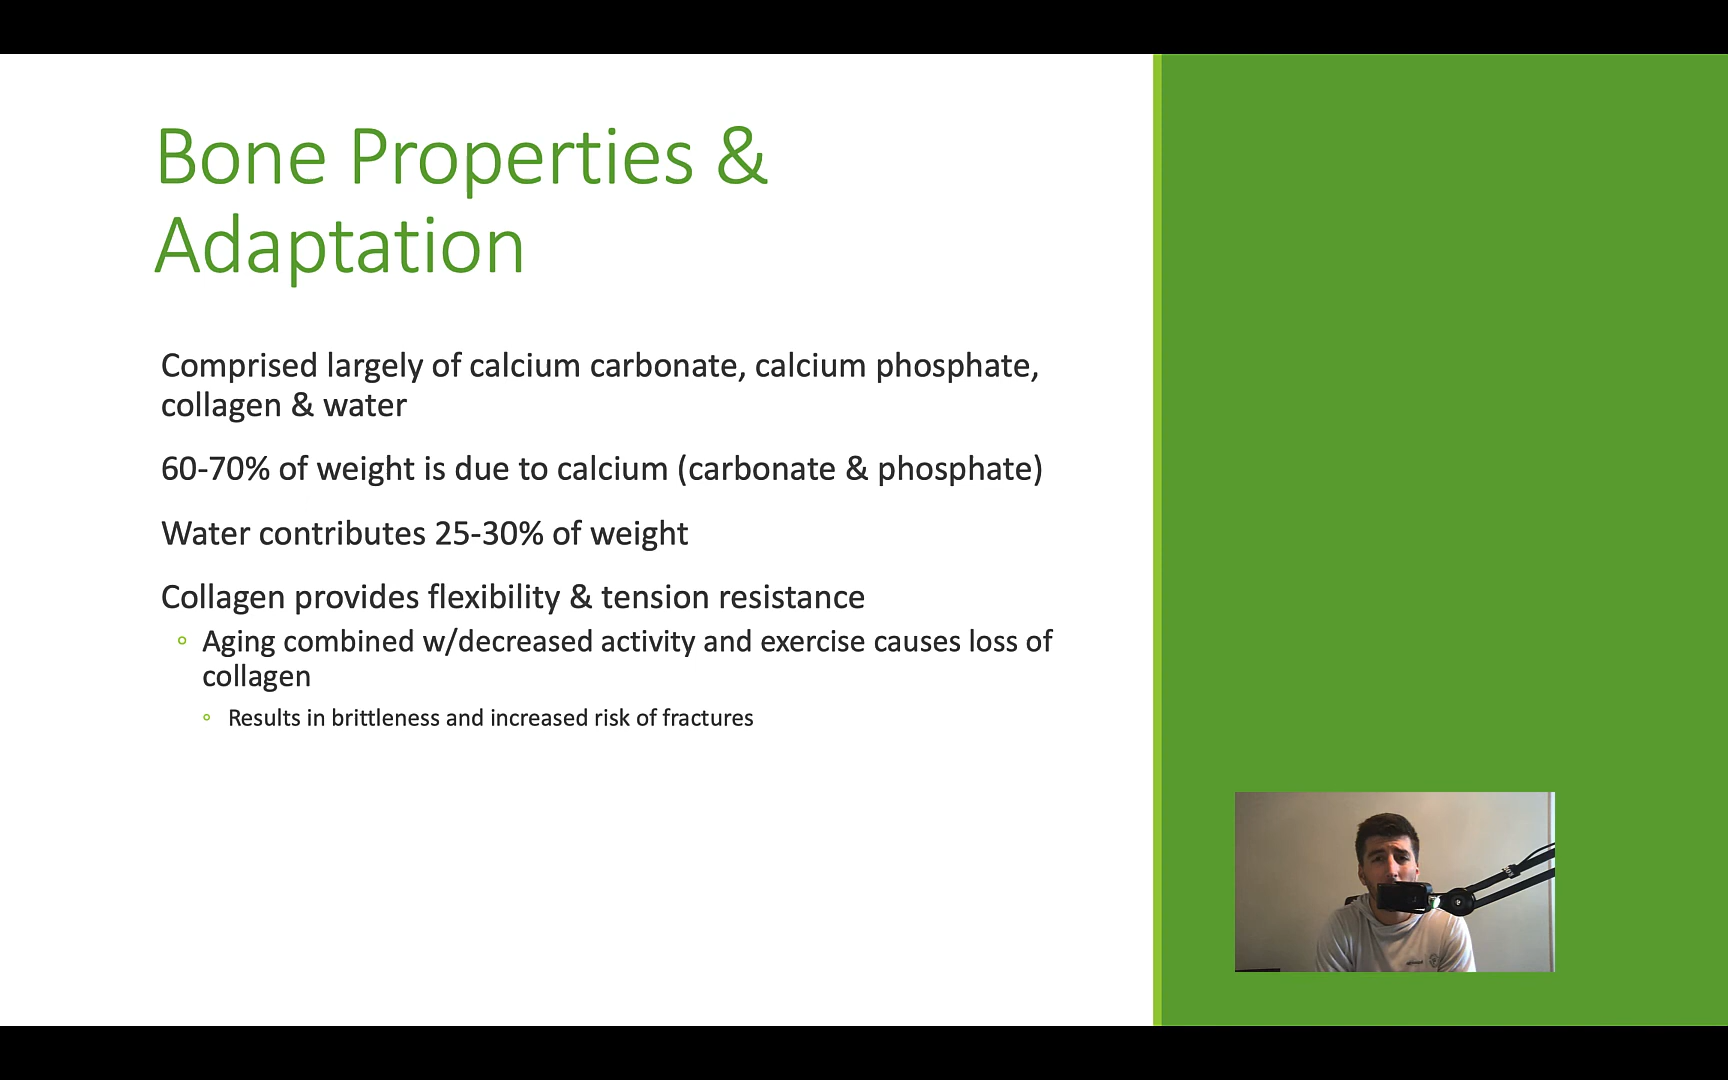 Bone Properties &
Adaptation
Comprised largely of calcium carbonate, calcium phosphate,
collagen & water
60-70% of weight is due to calcium (carbonate & phosphate)
Water contributes 25-30% of weight
Collagen provides flexibility & tension resistance
Aging combined w/decreased activity and exercise causes loss of
collagen
Results in brittleness and increased risk of fractures